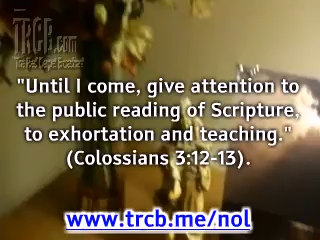 TRCB.com
"Until I come, give attention to
the public reading of Scripture,
to exhortation and teaching."
(Colossians 3:12-13).
www.trcb.me/nol